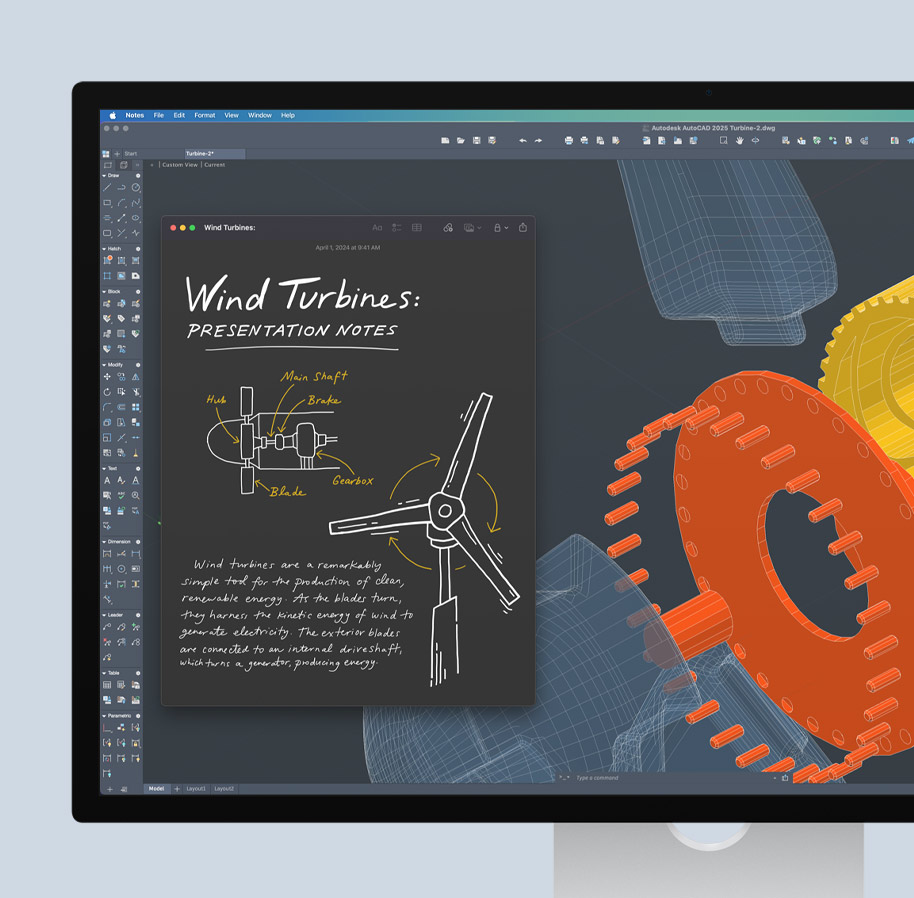 Notes File Edit Format View Window Help
Autodesk AutoCAD 2025 Turbine-2.dwg
Start Turbine-2*
+ | Custom View | Current
Draw
Hatch
Block
Modify
Text
Dimension
Leader
Table
Parametric
Wind Turbines:
Aa
April 1, 2024 at 9:41 AM
Wind Turbines:
PRESENTATION NOTES
Main Shaft
Hub
Brake
Gearbox
Blade
Wind turbines are a remarkably
simple tool for the production of clean,
renewable energy. As the blades turn,
they harness the kinetic energy of wind to
generate electricity. The exterior blades
are connected to an internal driveshaft,
which turns a generator, producing energy.
Type a command
Model + Layout1 Layout2